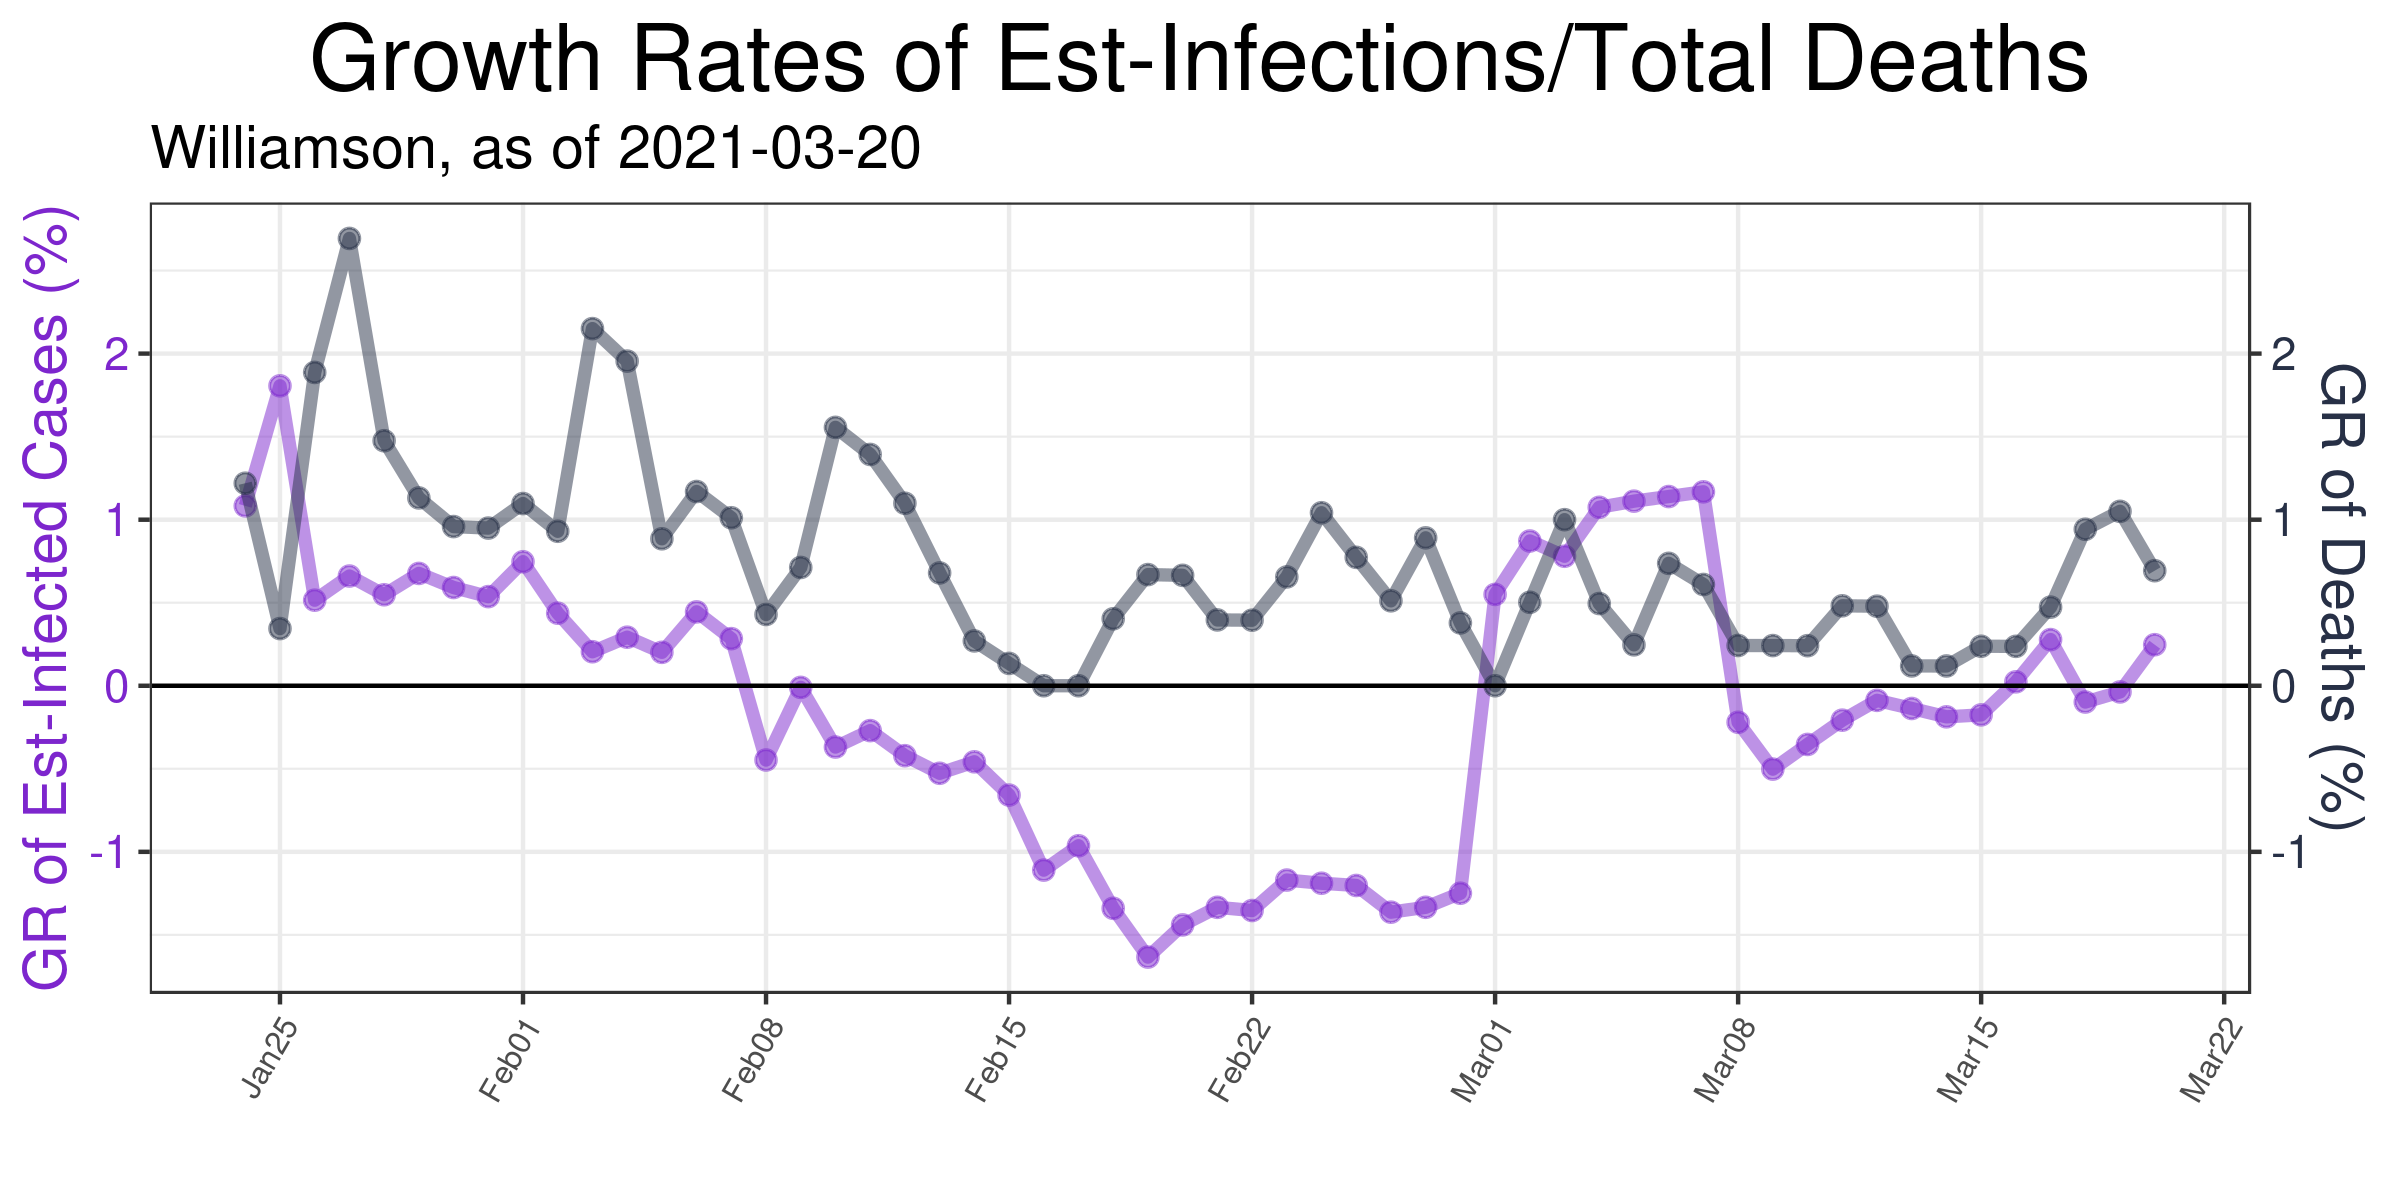 Growth Rates of Est-Infections/Total Deaths
Williamson, as of 2021-03-20
GR of Est-Infected Cases (%)
2
1
0
-1
2
1
0
-1
GR of Deaths (%)
Jan25
Feb01
Feb08
Feb15
Feb22
Mar01
Mar08
Mar15
Mar22